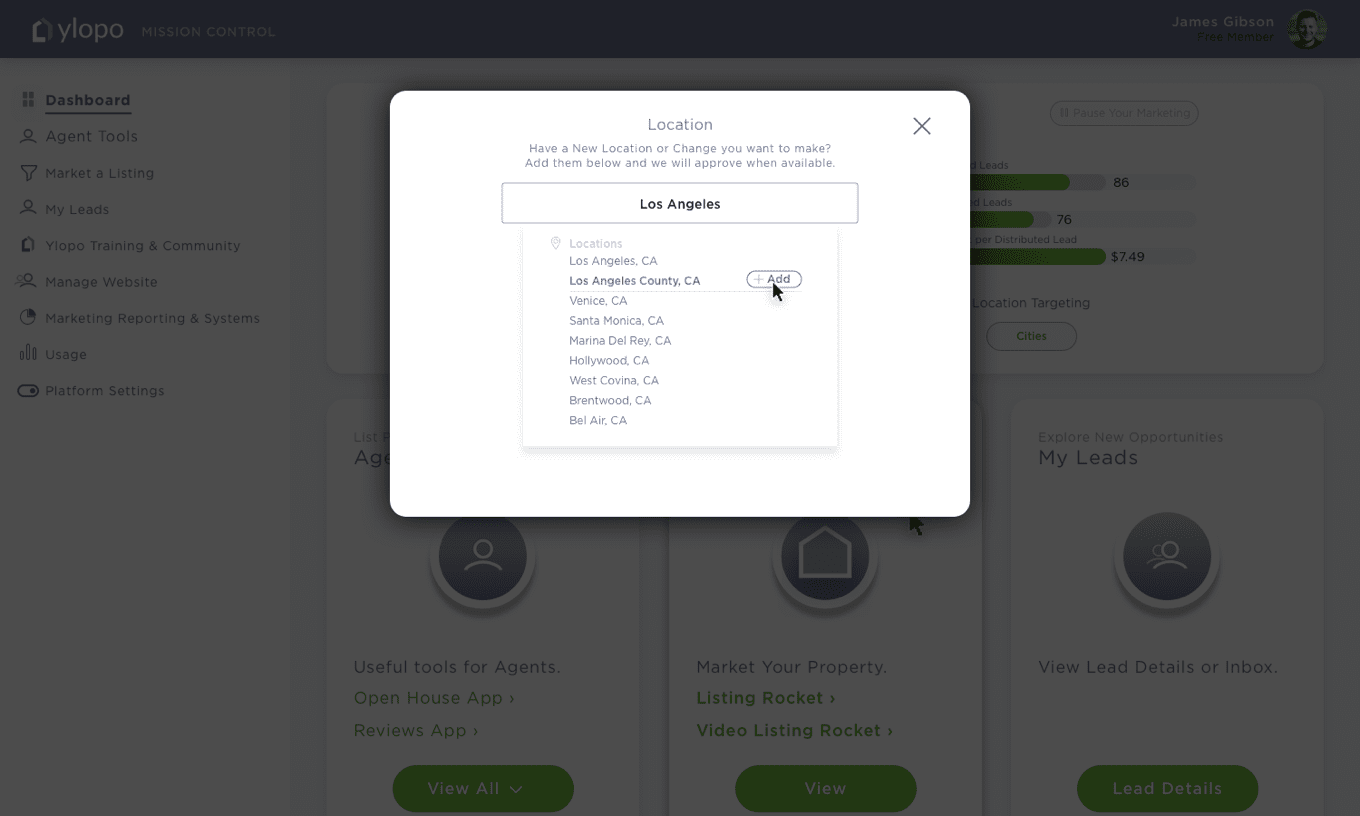 ylopo MISSION CONTROL
James Gibson
Free Member
Dashboard
Agent Tools
Market a Listing
My Leads
Ylopo Training & Community
Manage Website
Marketing Reporting & Systems
Usage
Platform Settings
Location
Have a New Location or Change you want to make?
Add them below and we will approve when available.
Los Angeles
Locations
Los Angeles, CA
Los Angeles County, CA
+ Add
Venice, CA
Santa Monica, CA
Marina Del Rey, CA
Hollywood, CA
West Covina, CA
Brentwood, CA
Bel Air, CA
Pause Your Marketing
Leads
86
Leads
76
per Distributed Lead
$7.49
Location Targeting
Cities
List
Explore New Opportunities
My Leads
Useful tools for Agents.
Open House App ›
Reviews App ›
View All
Market Your Property.
Listing Rocket ›
Video Listing Rocket ›
View
View Lead Details or Inbox.
Lead Details